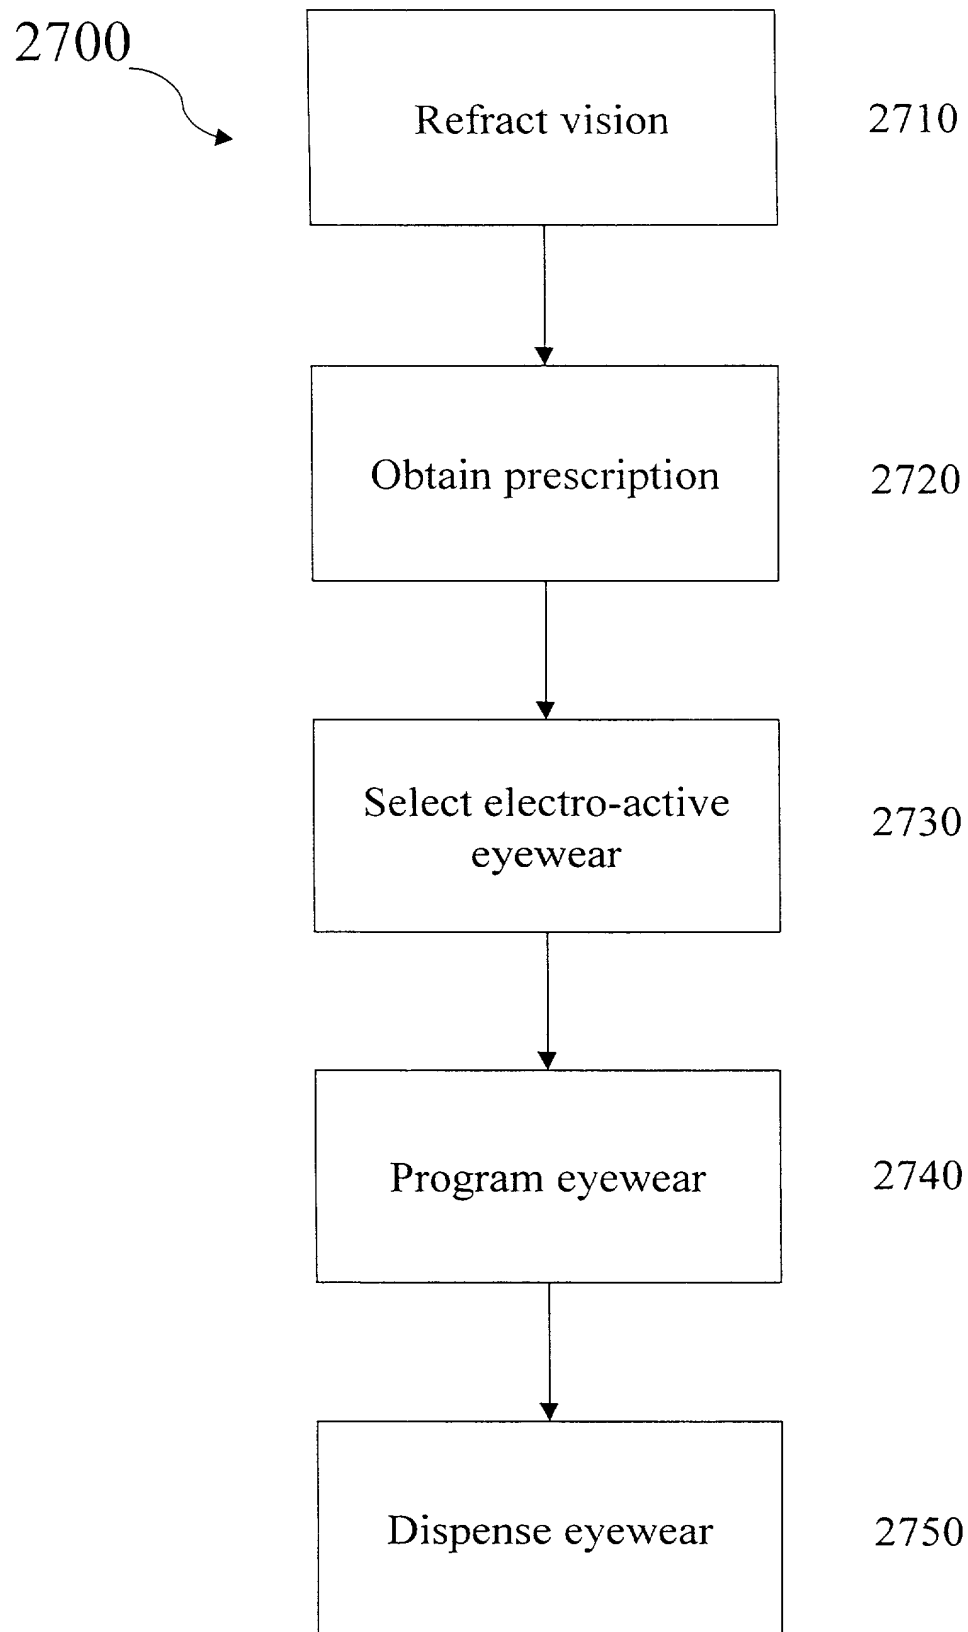 2700
Refract vision
2710
Obtain prescription
2720
Select electro-active
eyewear
2730
Program eyewear
2740
Dispense eyewear
2750